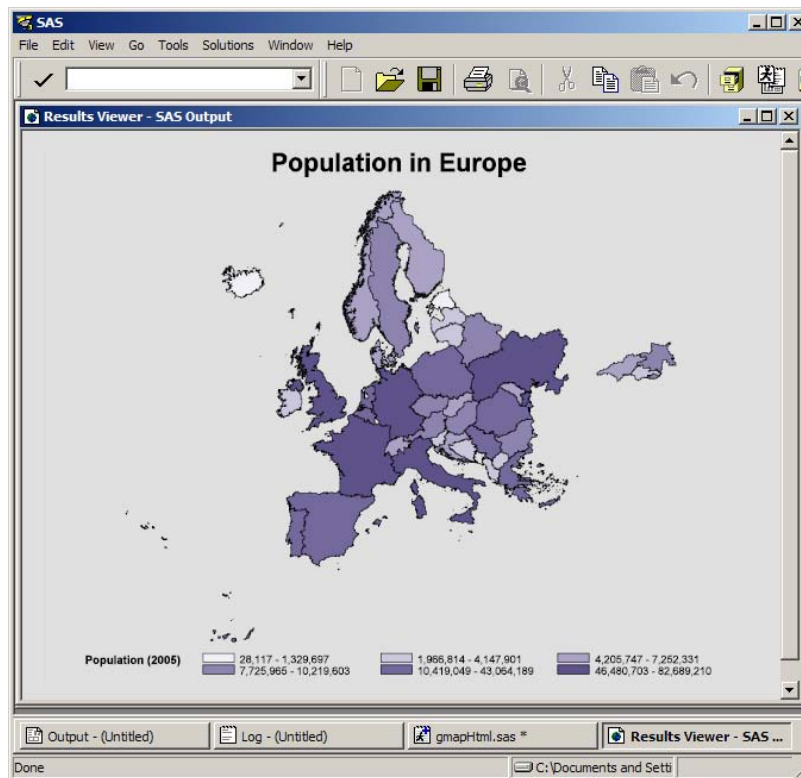 SAS
File Edit View Go Tools Solutions Window Help
Results Viewer - SAS Output
Population in Europe
Population (2005) 28,117 - 1,329,697 1,966,814 - 4,147,901 4,205,747 - 7,252,331
7,725,965 - 10,219,603 10,419,049 - 43,064,189 46,480,703 - 82,689,210
Output - (Untitled) Log - (Untitled) gmapHtml.sas * Results Viewer - SAS ...
Done C:\Documents and Setti